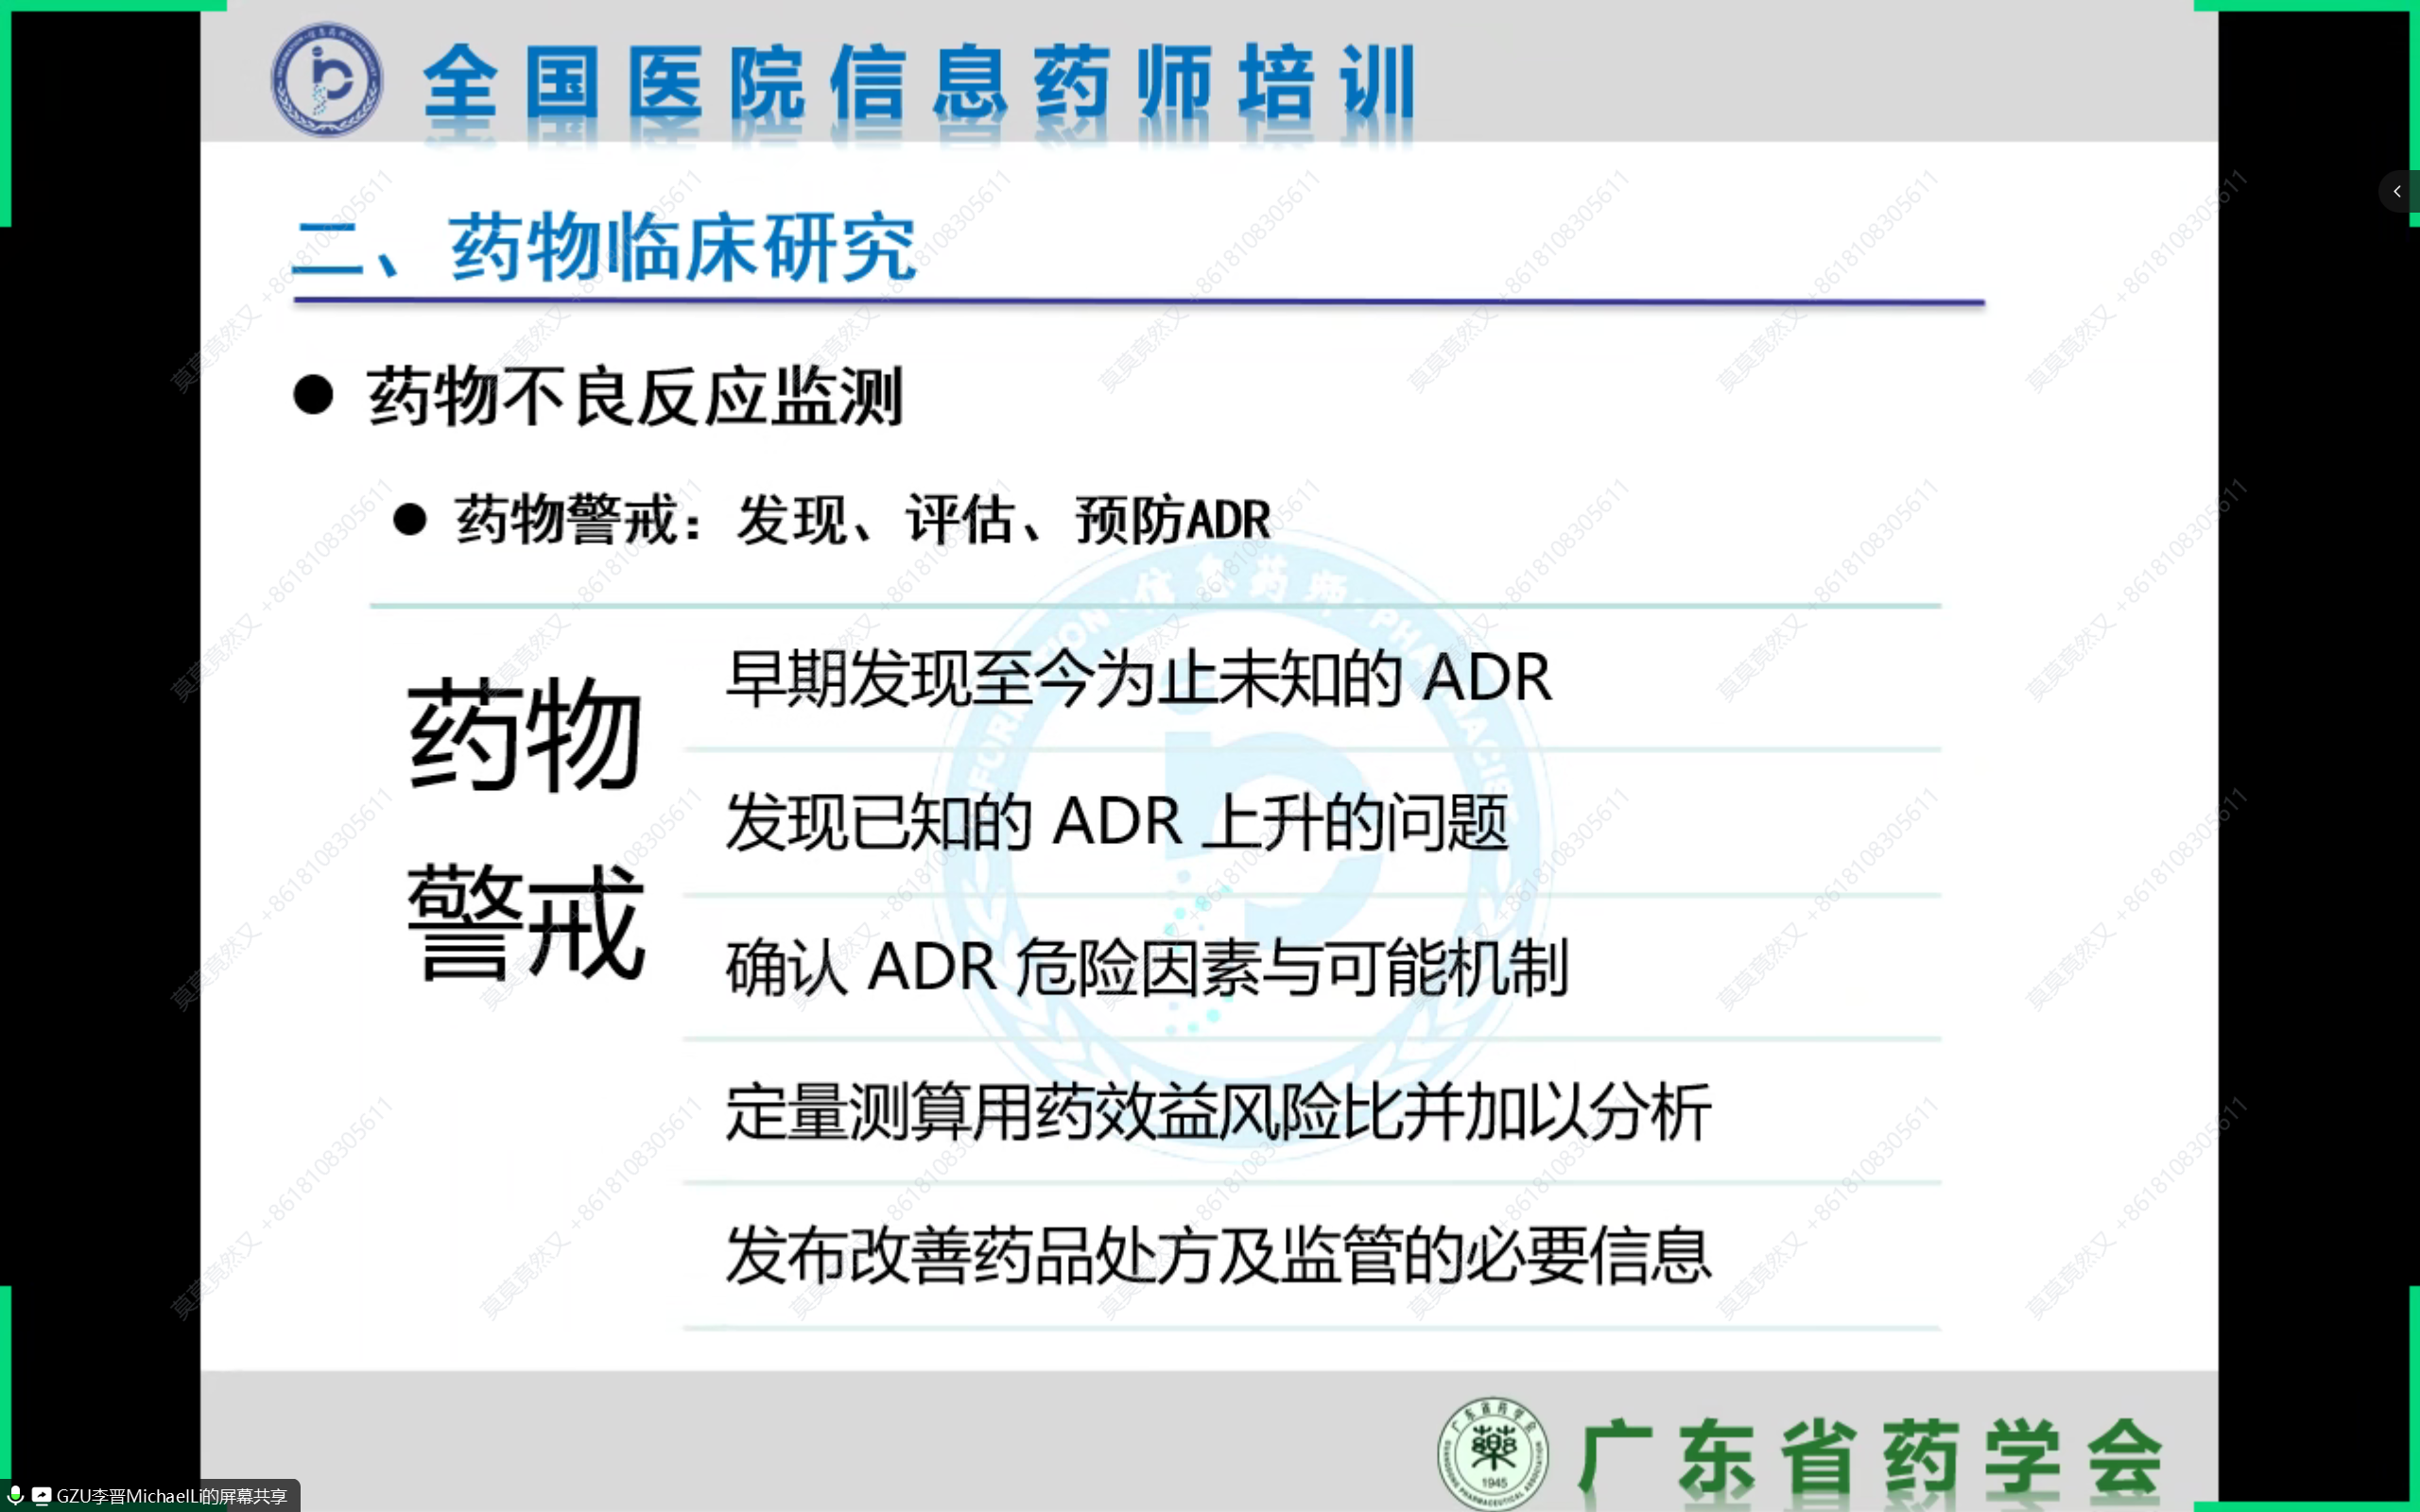 全国医院信息药师培训
二、药物临床研究
● 药物不良反应监测
● 药物警戒：发现、评估、预防ADR
药物
警戒
早期发现至今为止未知的 ADR
发现已知的 ADR 上升的问题
确认 ADR 危险因素与可能机制
定量测算用药效益风险比并加以分析
发布改善药品处方及监管的必要信息
广东省药学会
1945
GZU李晋MichaelLi的屏幕共享